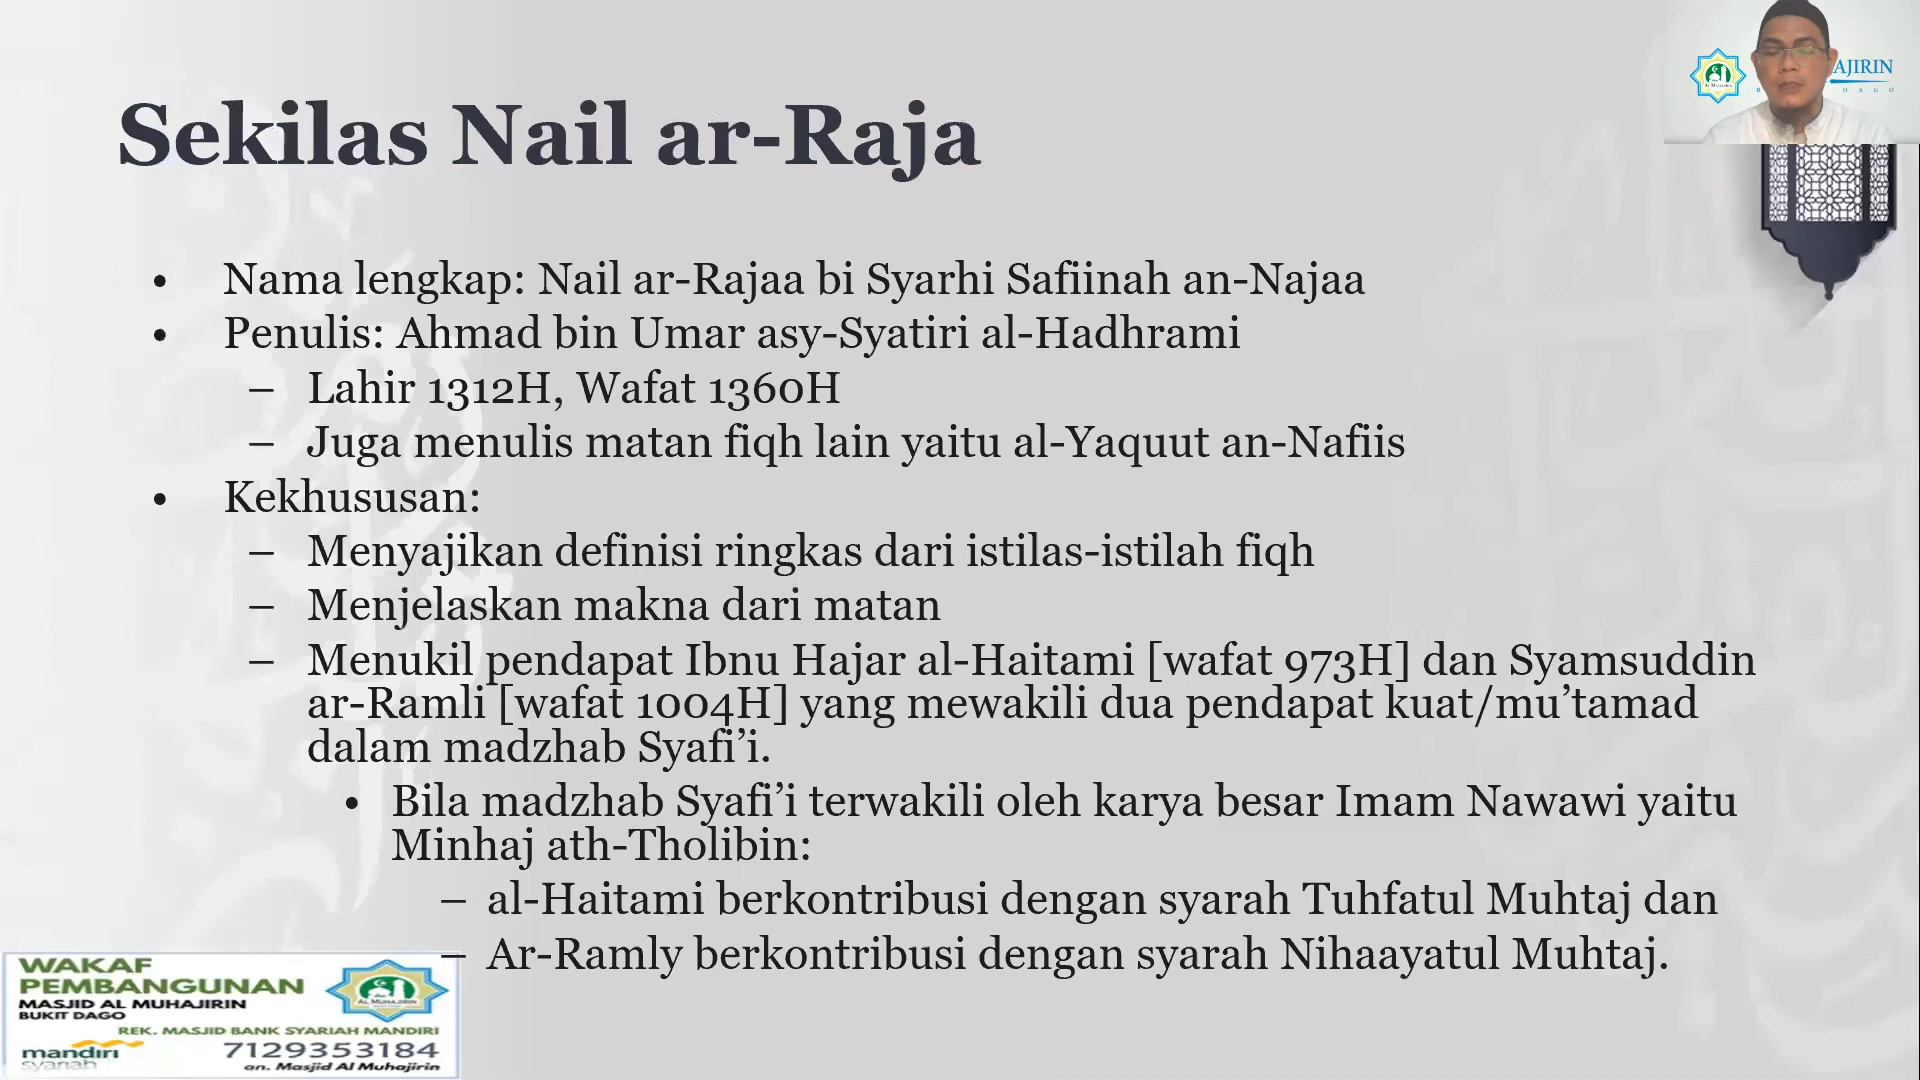 Sekilas Nail ar-Raja
• Nama lengkap: Nail ar-Rajaa bi Syarhi Safiinah an-Najaa
• Penulis: Ahmad bin Umar asy-Syatiri al-Hadhrami
– Lahir 1312H, Wafat 1360H
– Juga menulis matan fiqh lain yaitu al-Yaquut an-Nafiis
• Kekhususan:
– Menyajikan definisi ringkas dari istilas-istilah fiqh
– Menjelaskan makna dari matan
– Menukil pendapat Ibnu Hajar al-Haitami [wafat 973H] dan Syamsuddin
ar-Ramli [wafat 1004H] yang mewakili dua pendapat kuat/mu’tamad
dalam madzhab Syafi’i.
• Bila madzhab Syafi’i terwakili oleh karya besar Imam Nawawi yaitu
Minhaj ath-Tholibin:
– al-Haitami berkontribusi dengan syarah Tuhfatul Muhtaj dan
– Ar-Ramly berkontribusi dengan syarah Nihaayatul Muhtaj.
AJIRIN
D A G O
WAKAF
PEMBANGUNAN
MASJID AL MUHAJIRIN
BUKIT DAGO
AL MUHAJIRIN
REK. MASJID BANK SYARIAH MANDIRI
mandiri
syariah
7129353184
an. Masjid Al Muhajirin